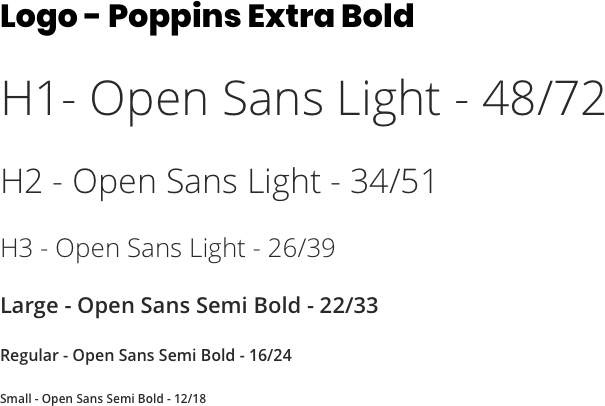 Logo - Poppins Extra Bold
H1- Open Sans Light - 48/72
H2 - Open Sans Light - 34/51
H3 - Open Sans Light - 26/39
Large - Open Sans Semi Bold - 22/33
Regular - Open Sans Semi Bold - 16/24
Small - Open Sans Semi Bold - 12/18